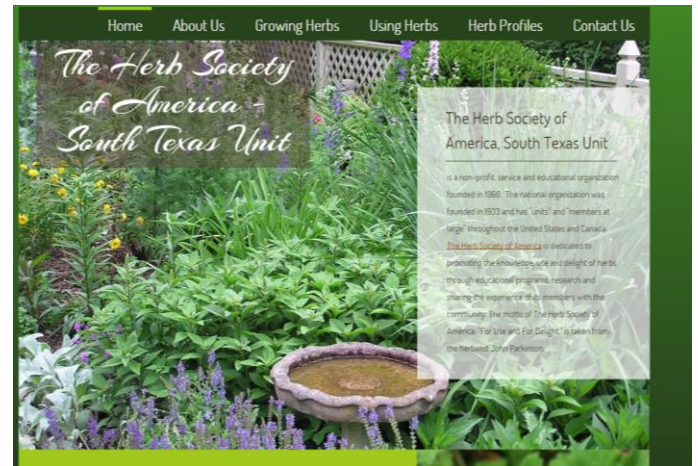 Home About Us Growing Herbs Using Herbs Herb Profiles Contact Us
The Herb Society
of America -
South Texas Unit
The Herb Society of
America, South Texas Unit
is a non-profit, service and educational organization
founded in 1968. The national organization was
founded in 1933 and has "units" and "members at
large" throughout the United States and Canada.
The Herb Society of America is dedicated to
promoting the knowledge, use and delight of herbs
through educational programs, research and
sharing the experience of its members with the
community. The motto of The Herb Society of
America, "For Use and For Delight," is taken from
the herbalist John Parkinson.